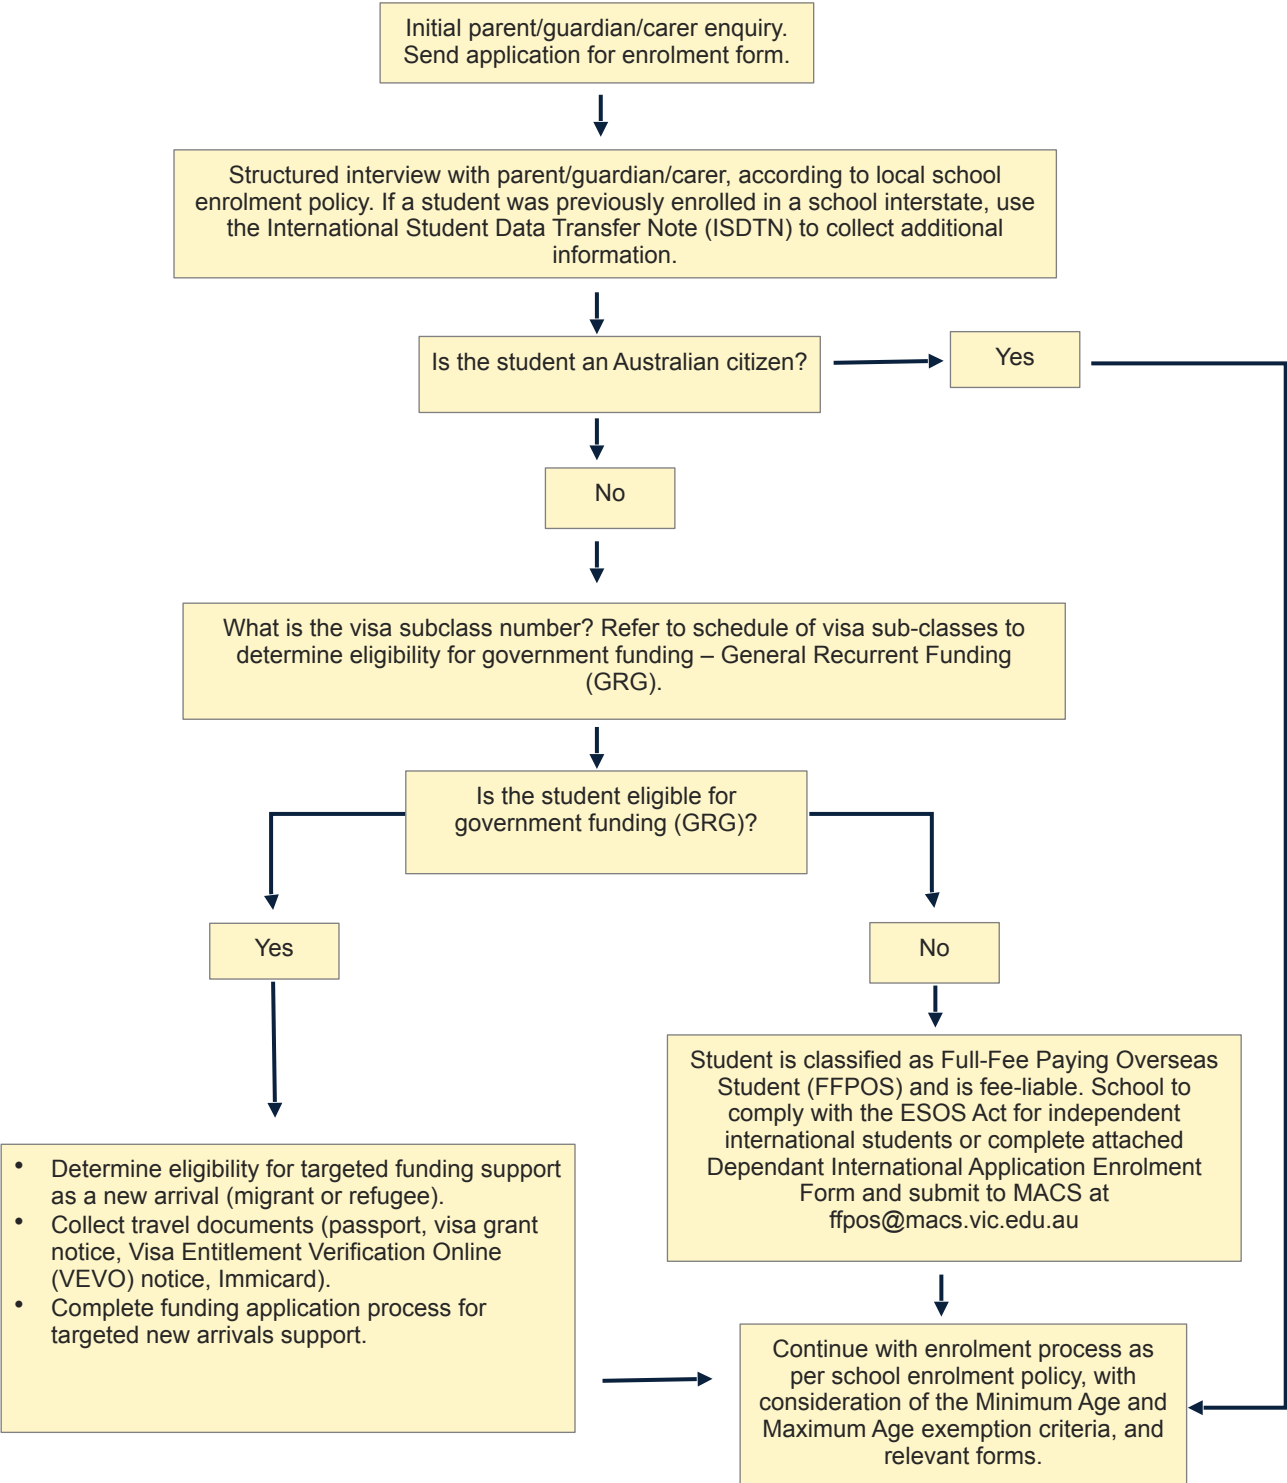 Initial parent/guardian/carer enquiry.
Send application for enrolment form.
Structured interview with parent/guardian/carer, according to local school
enrolment policy. If a student was previously enrolled in a school interstate, use
the International Student Data Transfer Note (ISDTN) to collect additional
information.
Is the student an Australian citizen?
Yes
No
What is the visa subclass number? Refer to schedule of visa sub-classes to
determine eligibility for government funding – General Recurrent Funding
(GRG).
Is the student eligible for
government funding (GRG)?
Yes
No
Student is classified as Full-Fee Paying Overseas
Student (FFPOS) and is fee-liable. School to
comply with the ESOS Act for independent
international students or complete attached
Dependant International Application Enrolment
Form and submit to MACS at
ffpos@macs.vic.edu.au
• Determine eligibility for targeted funding support
as a new arrival (migrant or refugee).
• Collect travel documents (passport, visa grant
notice, Visa Entitlement Verification Online
(VEVO) notice, Immicard).
• Complete funding application process for
targeted new arrivals support.
Continue with enrolment process as
per school enrolment policy, with
consideration of the Minimum Age and
Maximum Age exemption criteria, and
relevant forms.